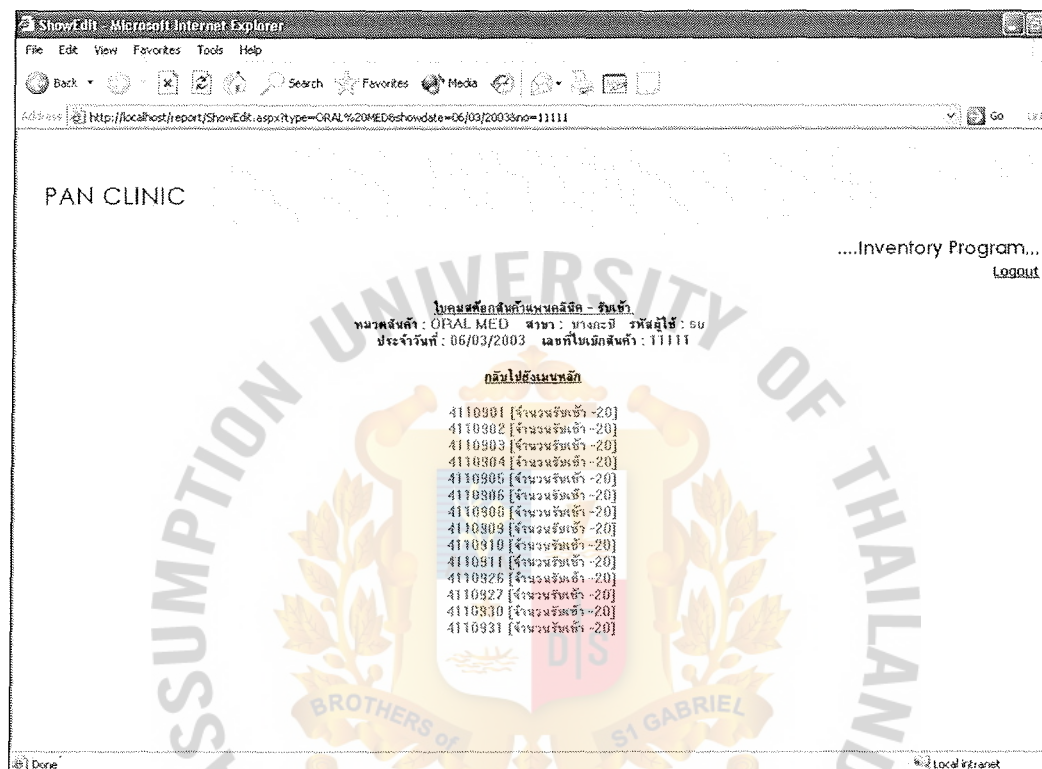 ShowEdit - Microsoft Internet Explorer
File Edit View Favorites Tools Help
Back Search Favorites Media
Address http://localhost/report/ShowEdit.aspx?type=ORAL%20MED&showdate=06/03/2003&no=11111 Go
PAN CLINIC
....Inventory Program...
Logout
ใบคุมสต๊อกสินค้าแพนคลินิค - รับเข้า
หมวดสินค้า : ORAL MED สาขา : บางกะปิ รหัสผู้ใช้ : su
ประจำวันที่ : 06/03/2003 เลขที่ใบเบิกสินค้า : 11111
กลับไปยังเมนูหลัก
4110901 [จำนวนรับเข้า -20]
4110902 [จำนวนรับเข้า -20]
4110903 [จำนวนรับเข้า -20]
4110904 [จำนวนรับเข้า -20]
4110905 [จำนวนรับเข้า -20]
4110906 [จำนวนรับเข้า -20]
4110908 [จำนวนรับเข้า -20]
4110909 [จำนวนรับเข้า -20]
4110910 [จำนวนรับเข้า -20]
4110911 [จำนวนรับเข้า -20]
4110926 [จำนวนรับเข้า -20]
4110927 [จำนวนรับเข้า -20]
4110930 [จำนวนรับเข้า -20]
4110931 [จำนวนรับเข้า -20]
ASSUMPTION UNIVERSITY OF THAILAND
D S
BROTHERS of ST GABRIEL
Done Local intranet